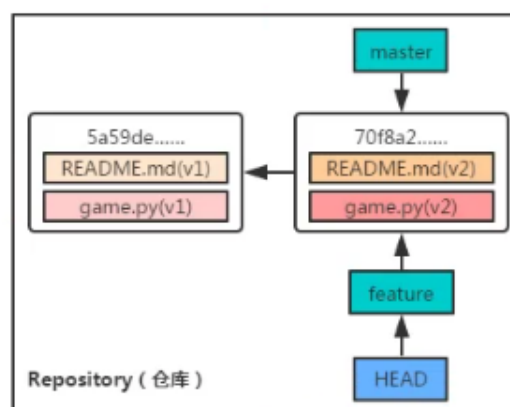 master
5a59de......
README.md(v1)
game.py(v1)
70f8a2......
README.md(v2)
game.py(v2)
feature
HEAD
Repository ( 仓库 )